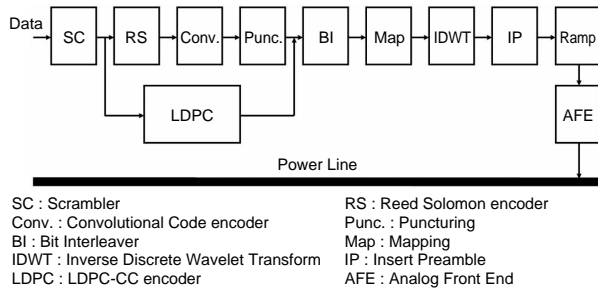 Data
SC
RS
Conv.
Punc.
BI
Map
IDWT
IP
Ramp
LDPC
AFE
Power Line
SC : Scrambler
RS : Reed Solomon encoder
Conv. : Convolutional Code encoder
Punc. : Puncturing
BI : Bit Interleaver
Map : Mapping
IDWT : Inverse Discrete Wavelet Transform
IP : Insert Preamble
LDPC : LDPC-CC encoder
AFE : Analog Front End